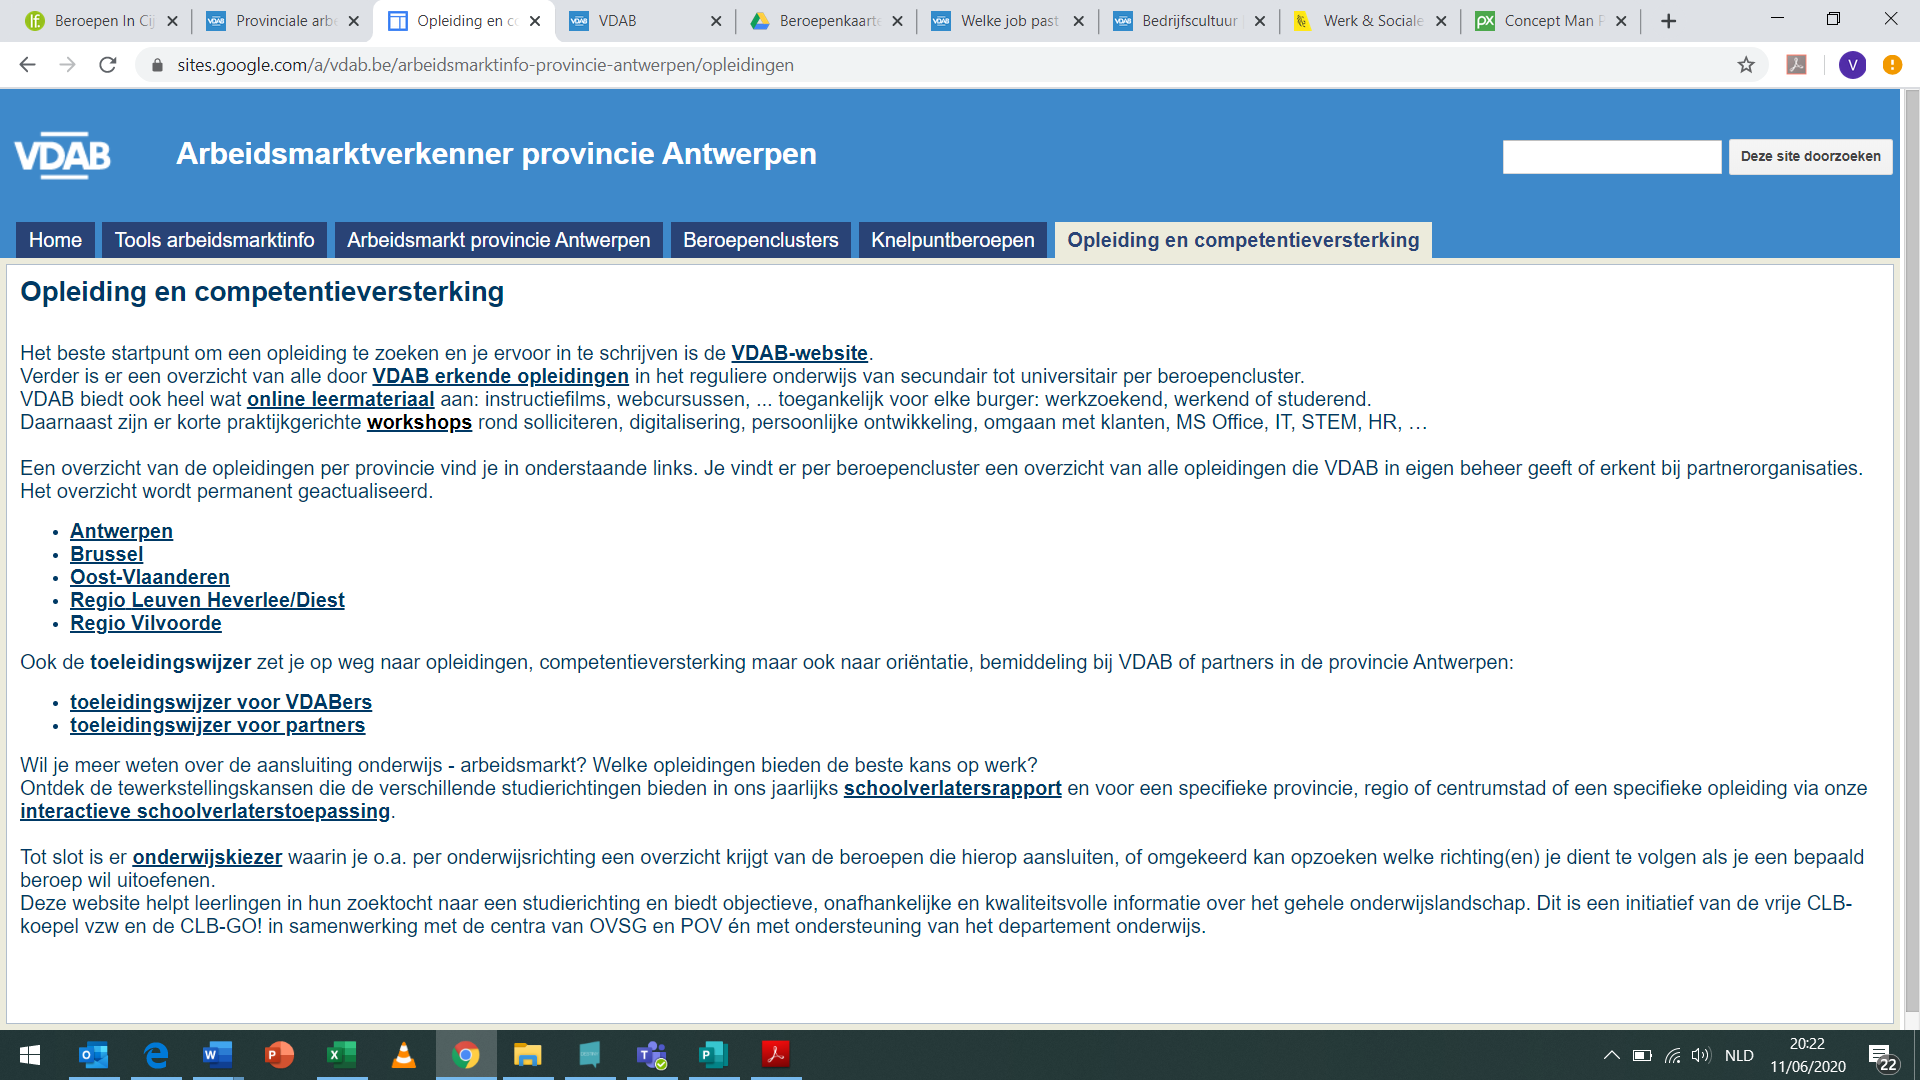 Beroepen In Cij
Provinciale arbe
Opleiding en co
VDAB
Beroepenkaarte
Welke job past
Bedrijfscultuur
Werk & Sociale
Concept Man P
sites.google.com/a/vdab.be/arbeidsmarktinfo-provincie-antwerpen/opleidingen
V
VDAB
Arbeidsmarktverkenner provincie Antwerpen
Deze site doorzoeken
Home
Tools arbeidsmarktinfo
Arbeidsmarkt provincie Antwerpen
Beroepenclusters
Knelpuntberoepen
Opleiding en competentieversterking
Opleiding en competentieversterking
Het beste startpunt om een opleiding te zoeken en je ervoor in te schrijven is de VDAB-website.
Verder is er een overzicht van alle door VDAB erkende opleidingen in het reguliere onderwijs van secundair tot universitair per beroepencluster.
VDAB biedt ook heel wat online leermateriaal aan: instructiefilms, webcursussen, ... toegankelijk voor elke burger: werkzoekend, werkend of studerend.
Daarnaast zijn er korte praktijkgerichte workshops rond solliciteren, digitalisering, persoonlijke ontwikkeling, omgaan met klanten, MS Office, IT, STEM, HR, …
Een overzicht van de opleidingen per provincie vind je in onderstaande links. Je vindt er per beroepencluster een overzicht van alle opleidingen die VDAB in eigen beheer geeft of erkent bij partnerorganisaties.
Het overzicht wordt permanent geactualiseerd.
• Antwerpen
• Brussel
• Oost-Vlaanderen
• Regio Leuven Heverlee/Diest
• Regio Vilvoorde
Ook de toeleidingswijzer zet je op weg naar opleidingen, competentieversterking maar ook naar oriëntatie, bemiddeling bij VDAB of partners in de provincie Antwerpen:
• toeleidingswijzer voor VDABers
• toeleidingswijzer voor partners
Wil je meer weten over de aansluiting onderwijs - arbeidsmarkt? Welke opleidingen bieden de beste kans op werk?
Ontdek de tewerkstellingskansen die de verschillende studierichtingen bieden in ons jaarlijks schoolverlatersrapport en voor een specifieke provincie, regio of centrumstad of een specifieke opleiding via onze
interactieve schoolverlaterstoepassing.
Tot slot is er onderwijskiezer waarin je o.a. per onderwijsrichting een overzicht krijgt van de beroepen die hierop aansluiten, of omgekeerd kan opzoeken welke richting(en) je dient te volgen als je een bepaald
beroep wil uitoefenen.
Deze website helpt leerlingen in hun zoektocht naar een studierichting en biedt objectieve, onafhankelijke en kwaliteitsvolle informatie over het gehele onderwijslandschap. Dit is een initiatief van de vrije CLB-
koepel vzw en de CLB-GO! in samenwerking met de centra van OVSG en POV én met ondersteuning van het departement onderwijs.
NLD
20:22
11/06/2020
22